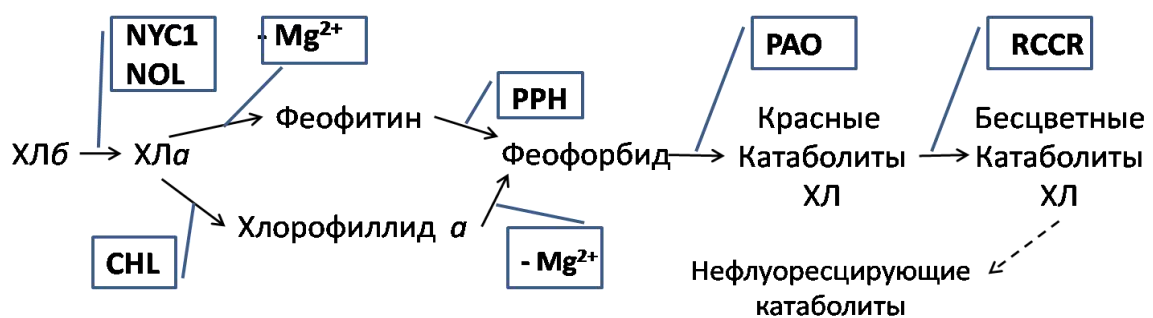 NYC1
NOL
- Mg²⁺
PAO
RCCR
PPH
Феофитин
ХЛб
ХЛа
Феофорбид
Красные
Катаболиты
ХЛ
Бесцветные
Катаболиты
ХЛ
Хлорофиллид а
CHL
- Mg²⁺
Нефлуоресцирующие
катаболиты